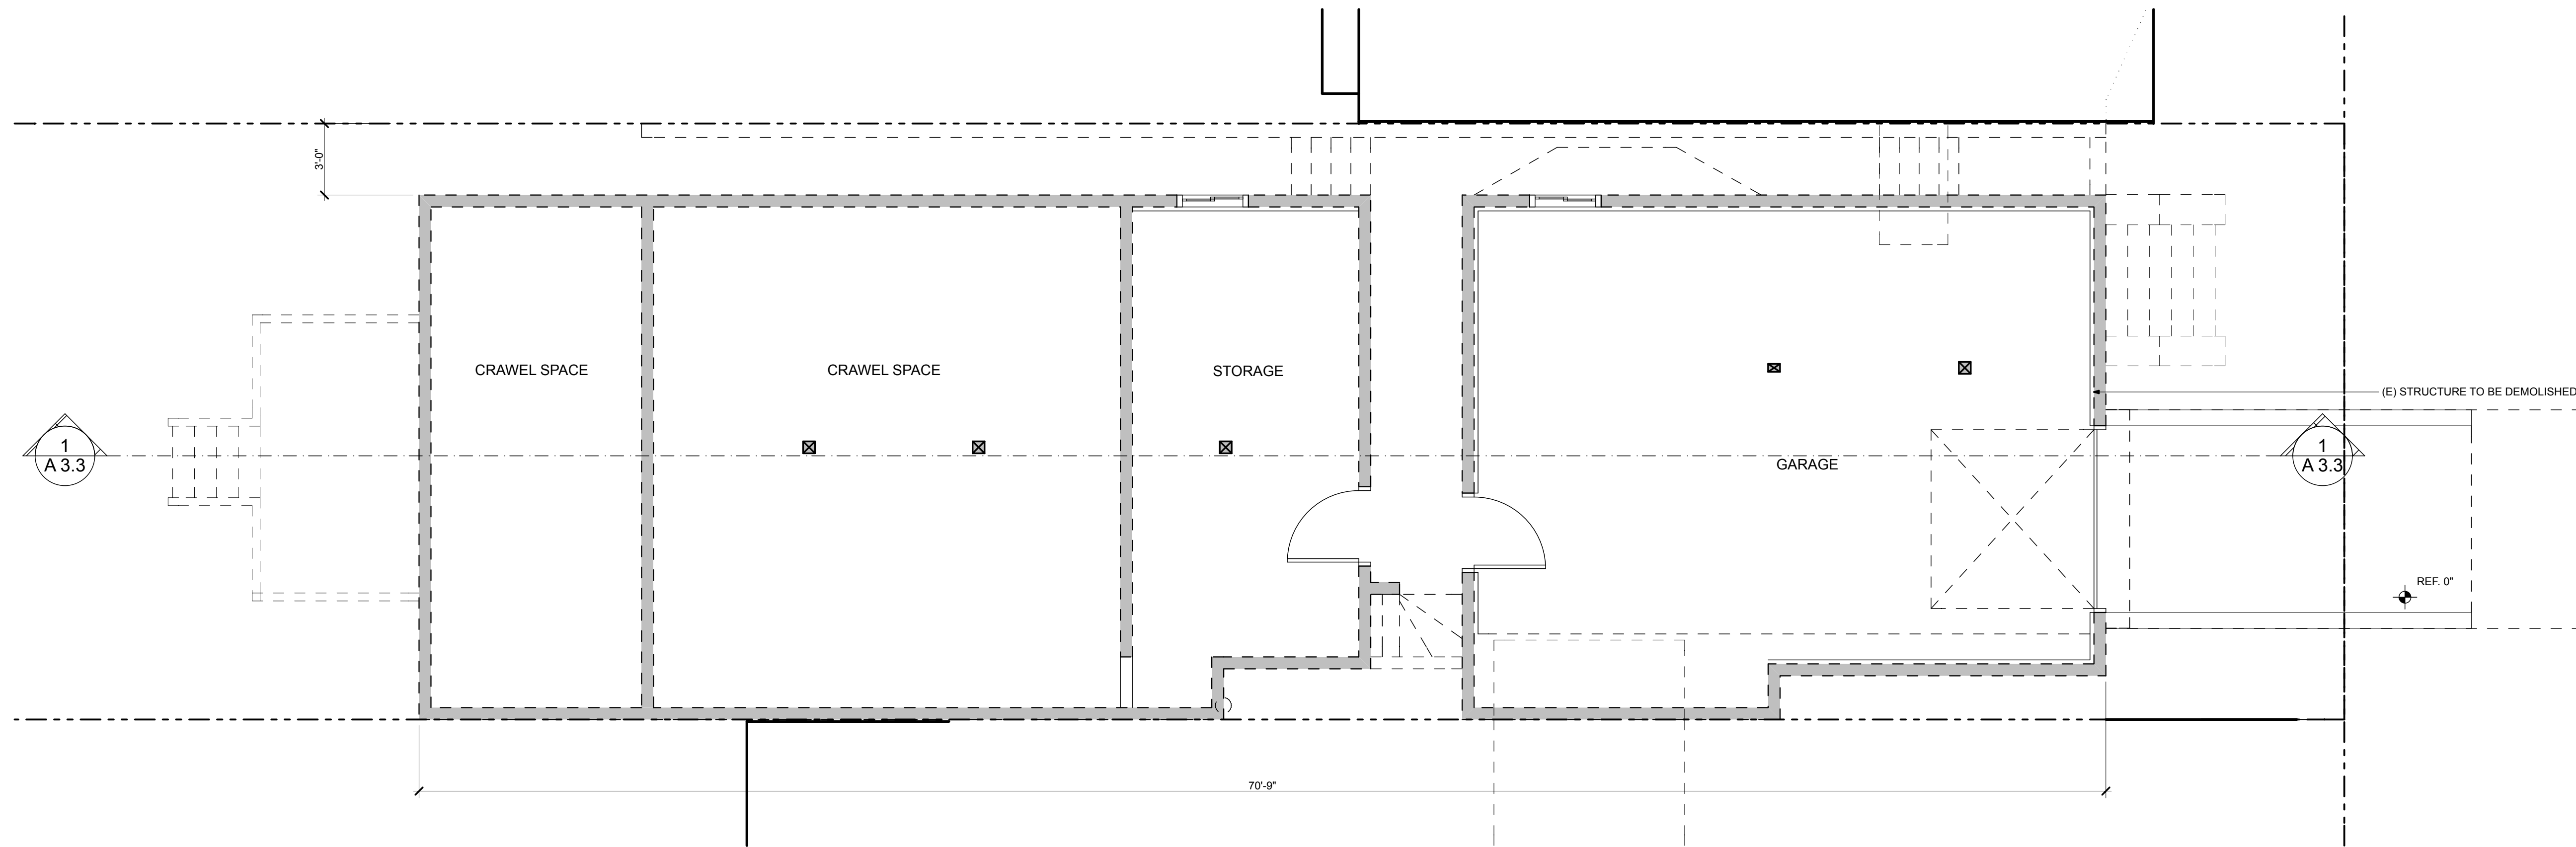 3'-0"
CRAWEL SPACE
CRAWEL SPACE
STORAGE
(E) STRUCTURE TO BE DEMOLISHED
1
A 3.3
1
A 3.3
GARAGE
REF. 0"
70'-9"